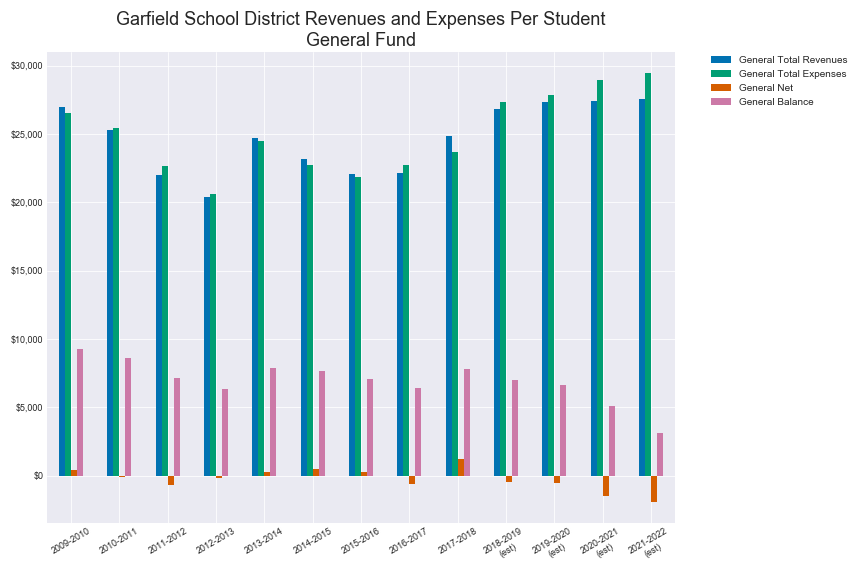 Garfield School District Revenues and Expenses Per Student
General Fund
General Total Revenues
General Total Expenses
General Net
General Balance
$30,000
$25,000
$20,000
$15,000
$10,000
$5,000
$0
2009-2010
2010-2011
2011-2012
2012-2013
2013-2014
2014-2015
2015-2016
2016-2017
2017-2018
2018-2019
(est)
2019-2020
(est)
2020-2021
(est)
2021-2022
(est)